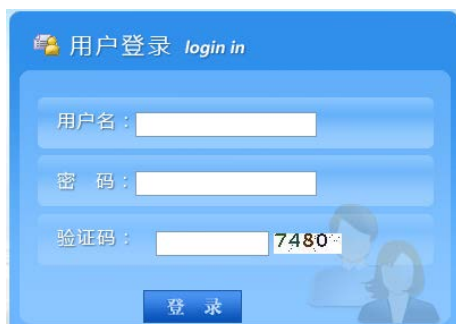 用户登录 login in
用户名：
密 码：
验证码： 7480
登 录